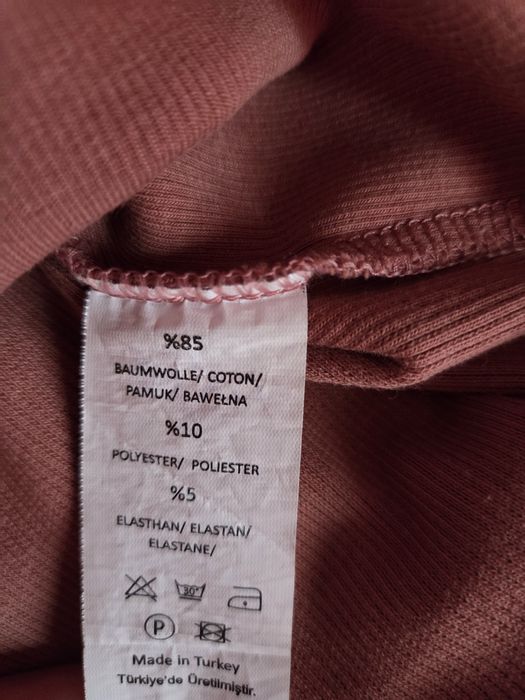 %85
BAUMWOLLE/ COTON/
PAMUK/ BAWEŁNA
%10
POLYESTER/ POLIESTER
%5
ELASTHAN/ ELASTAN/
ELASTANE/
30°
P
Made in Turkey
Türkiye'de Üretilmiştir.